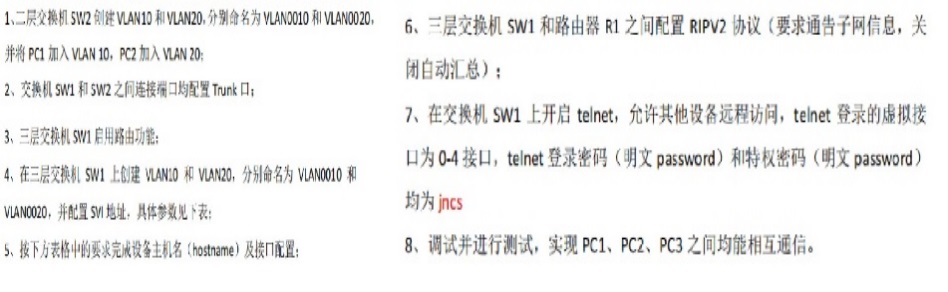 1、二层交换机 SW2 创建 VLAN10 和 VLAN20，分别命名为 VLAN0010 和 VLAN0020，
并将 PC1 加入 VLAN 10，PC2 加入 VLAN 20；
2、交换机 SW1 和 SW2 之间连接端口均配置 Trunk 口；
3、三层交换机 SW1 启用路由功能；
4、在三层交换机 SW1 上创建 VLAN10 和 VLAN20，分别命名为 VLAN0010 和
VLAN0020，并配置 SVI 地址，具体参数见下表；
5、按下方表格中的要求完成设备主机名（hostname）及接口配置；
6、三层交换机 SW1 和路由器 R1 之间配置 RIPV2 协议（要求通告子网信息，关
闭自动汇总）；
7、在交换机 SW1 上开启 telnet，允许其他设备远程访问，telnet 登录的虚拟接
口为 0-4 接口，telnet 登录密码（明文 password）和特权密码（明文 password）
均为 jncs
8、调试并进行测试，实现 PC1、PC2、PC3 之间均能相互通信。